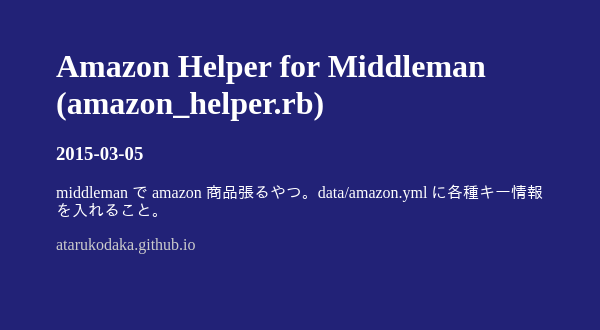 Amazon Helper for Middleman
(amazon_helper.rb)
2015-03-05
middleman で amazon 商品張るやつ。data/amazon.yml に各種キー情報
を入れること。
atarukodaka.github.io